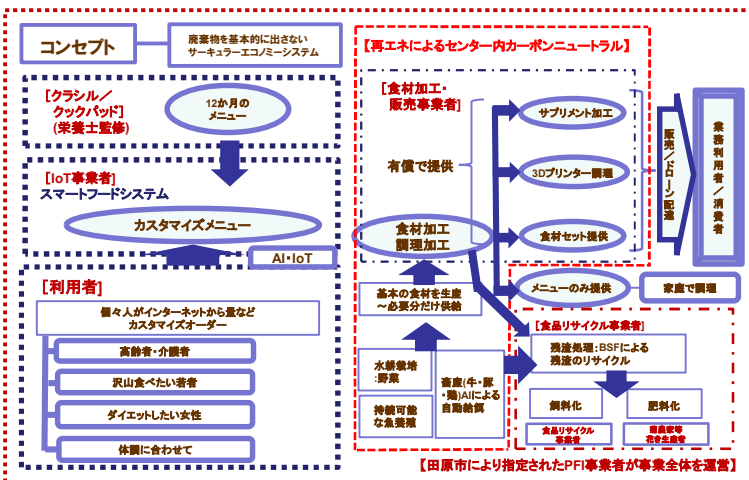 コンセプト
廃棄物を基本的に出さない
サーキュラーエコノミーシステム
[クラシル／
クックパッド]
(栄養士監修)
12か月の
メニュー
[IoT事業者]
スマートフードシステム
カスタマイズメニュー
AI・IoT
[利用者]
個々人がインターネットから量など
カスタマイズオーダー
高齢者・介護者
沢山食べたい若者
ダイエットしたい女性
体調に合わせて
【再エネによるセンター内カーボンニュートラル】
[食材加工・
販売事業者]
有償で提供
食材加工
調理加工
サプリメント加工
3Dプリンター調理
食材セット提供
メニューのみ提供
家庭で調理
販売／ドローン配達
業務利用者／消費者
基本の食材を生産
～必要分だけ供給
水耕栽培
:野菜
持続可能
な魚養殖
畜産(牛・豚
・鶏)AIによる
自動給餌
[食品リサイクル事業者]
残渣処理:BSFによる
残渣のリサイクル
飼料化
肥料化
食品リサイクル
事業者
花き生産者
【田原市により指定されたPFI事業者が事業全体を運営】